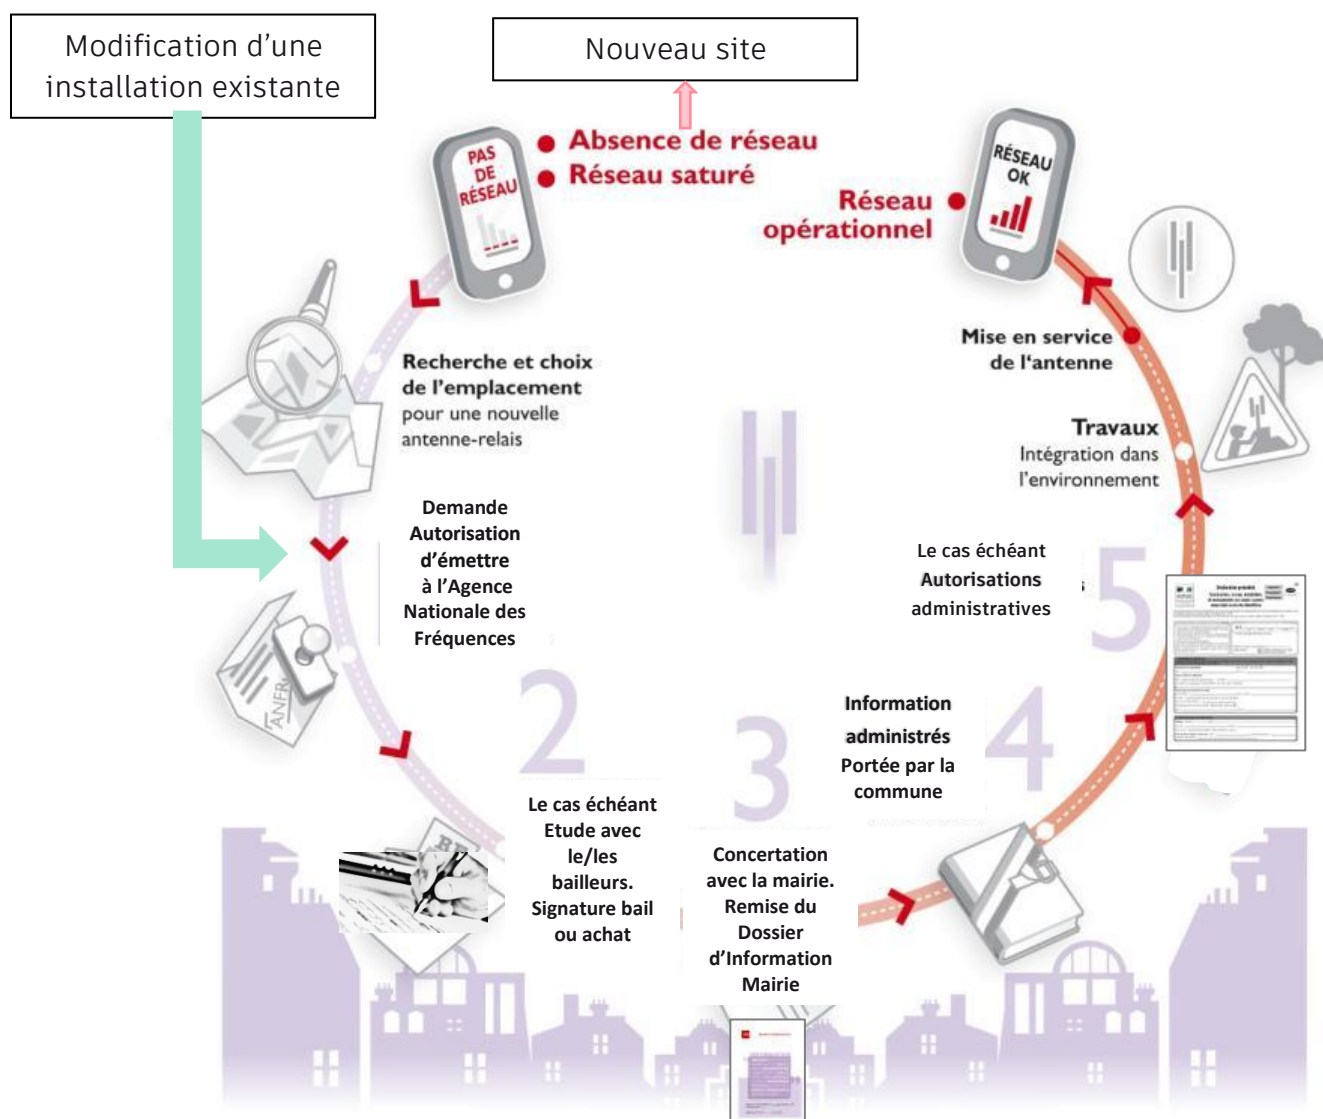 Modification d'une
installation existante
Nouveau site
PAS
DE
RÉSEAU
Absence de réseau
Réseau saturé
RÉSEAU
OK
Réseau
opérationnel
Recherche et choix
de l'emplacement
pour une nouvelle
antenne-relais
Mise en service
de l'antenne
Travaux
Intégration dans
l'environnement
Demande
Autorisation
d'émettre
à l'Agence
Nationale des
Fréquences
ANFR
Le cas échéant
Autorisations
administratives
5
2
Le cas échéant
Etude avec
le/les
bailleurs.
Signature bail
ou achat
3
Concertation
avec la mairie.
Remise du
Dossier
d'Information
Mairie
4
Information
administrés
Portée par la
commune